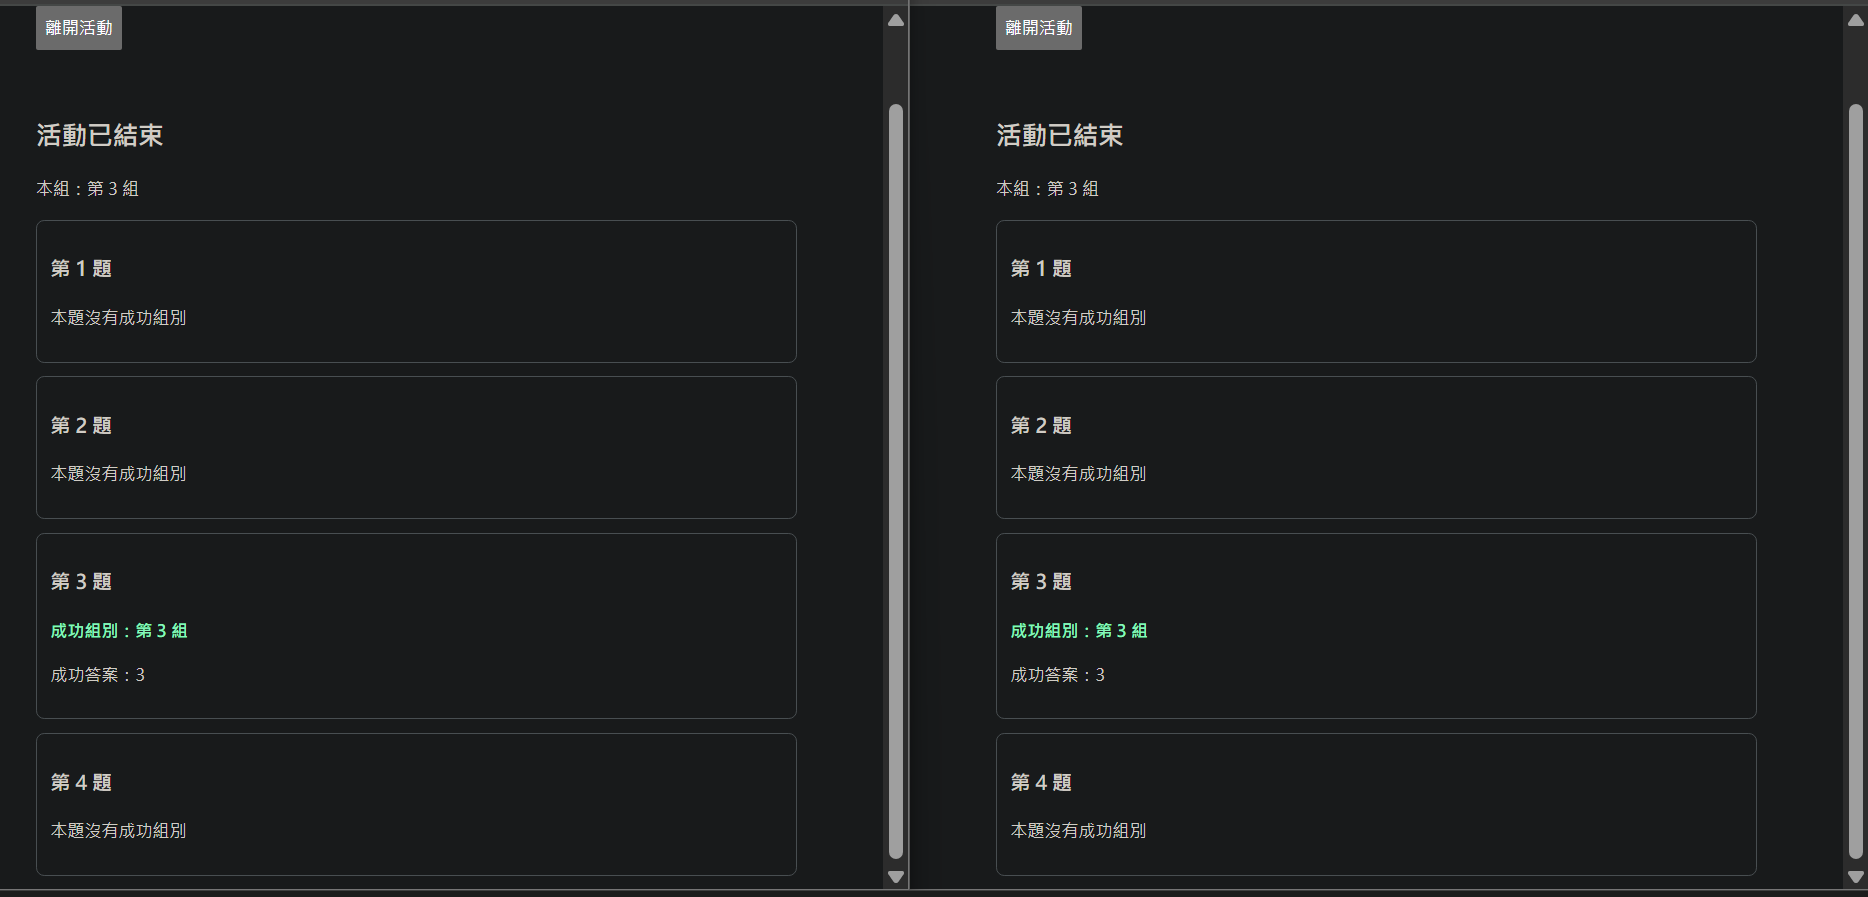 離開活動
活動已結束
本組：第 3 組
第 1 題
本題沒有成功組別
第 2 題
本題沒有成功組別
第 3 題
成功組別：第 3 組
成功答案：3
第 4 題
本題沒有成功組別
離開活動
活動已結束
本組：第 3 組
第 1 題
本題沒有成功組別
第 2 題
本題沒有成功組別
第 3 題
成功組別：第 3 組
成功答案：3
第 4 題
本題沒有成功組別